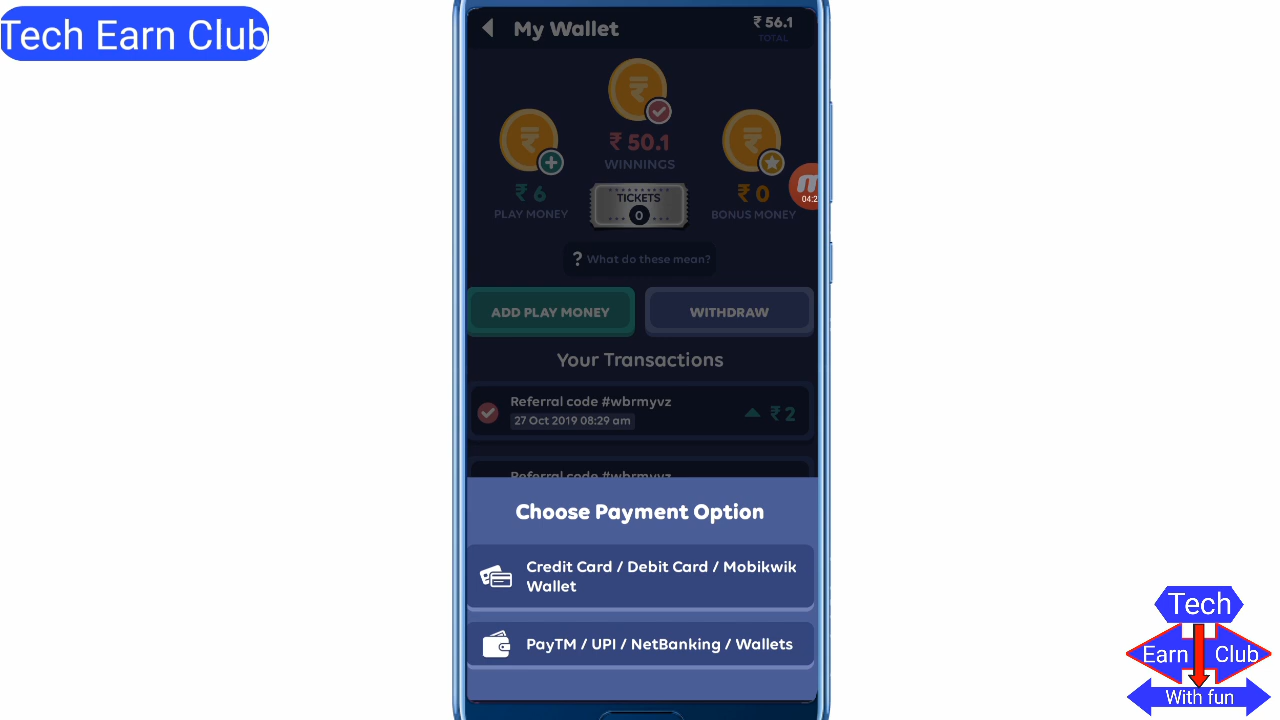 Tech Earn Club
My Wallet
₹ 56.1
TOTAL
₹ 50.1
WINNINGS
₹ 6
PLAY MONEY
TICKETS
0
₹ 0
BONUS MONEY
04:2
? What do these mean?
ADD PLAY MONEY
WITHDRAW
Your Transactions
Referral code #wbrmyvz
27 Oct 2019 08:29 am
₹ 2
Referral code #wbrmyvz
Choose Payment Option
Credit Card / Debit Card / Mobikwik
Wallet
PayTM / UPI / NetBanking / Wallets
Tech
Earn Club
With fun